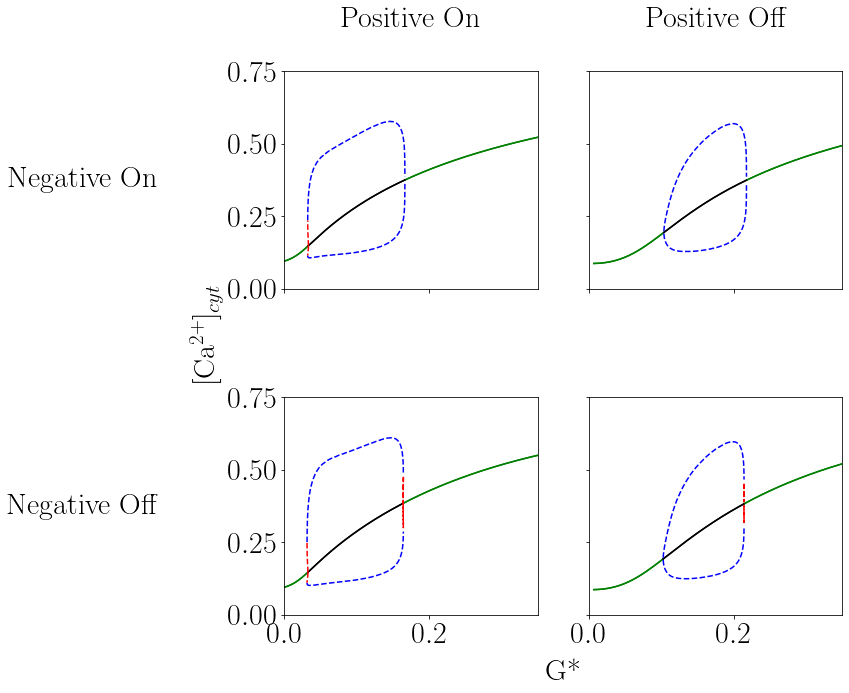 Positive On Positive Off
0.75
0.50
Negative On
0.25
0.00
[Ca²⁺]cyt
0.75
0.50
Negative Off
0.25
0.00
0.0 0.2 0.0 0.2
G*